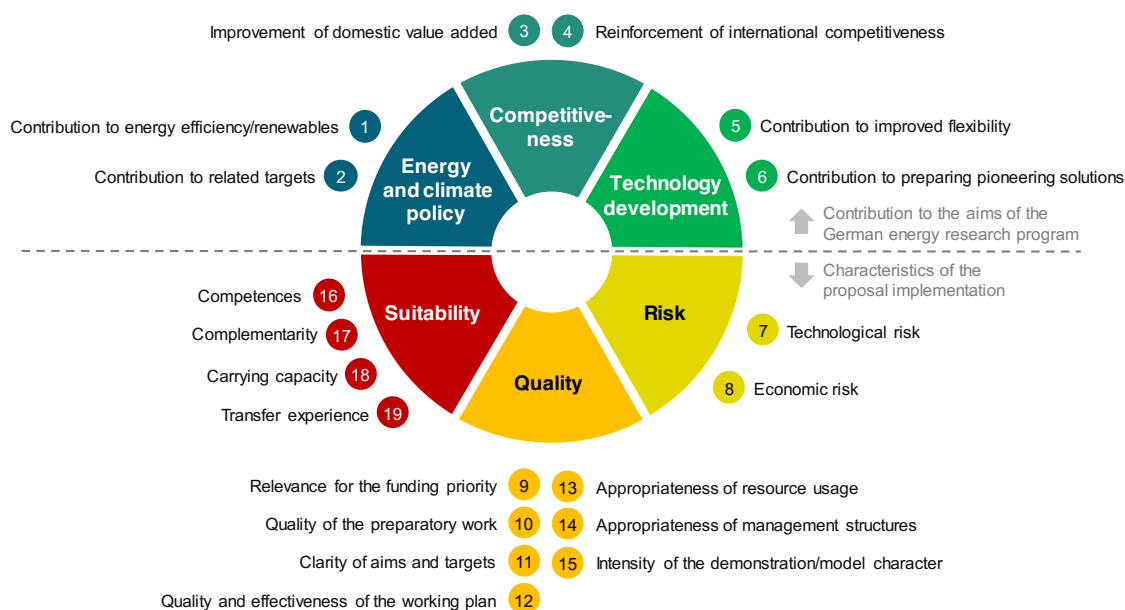 Improvement of domestic value added 3
4 Reinforcement of international competitiveness
Competitive-
ness
Contribution to energy efficiency/renewables 1
Contribution to related targets 2
Energy
and climate
policy
Technology
development
5 Contribution to improved flexibility
6 Contribution to preparing pioneering solutions
Contribution to the aims of the
German energy research program
Characteristics of the
proposal implementation
Competences 16
Complementarity 17
Carrying capacity 18
Transfer experience 19
Suitability
Quality
Risk
7 Technological risk
8 Economic risk
Relevance for the funding priority 9
Quality of the preparatory work 10
Clarity of aims and targets 11
Quality and effectiveness of the working plan 12
13 Appropriateness of resource usage
14 Appropriateness of management structures
15 Intensity of the demonstration/model character